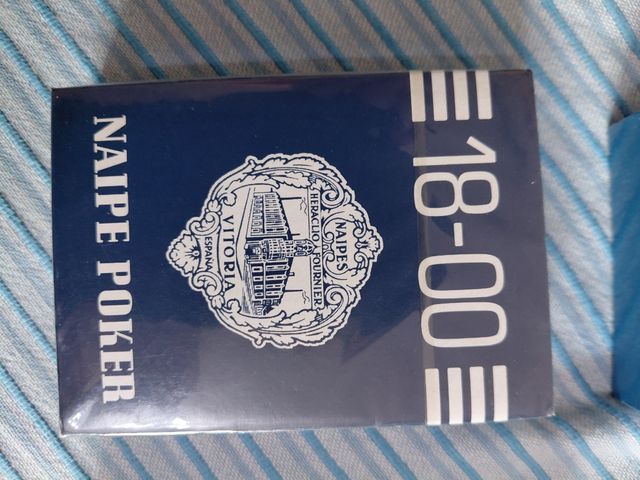 18-00
NAIPES
HERACLIO FOURNIER
VITORIA
ESPAÑA
NAIPE POKER